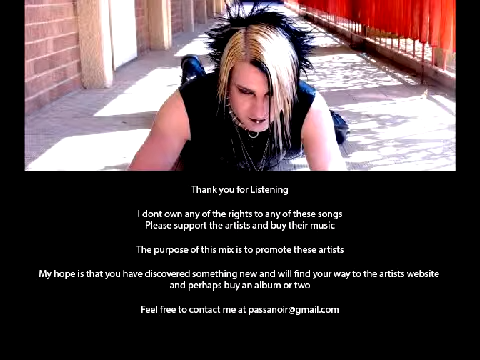 Thank you for Listening
I dont own any of the rights to any of these songs
Please support the artists and buy their music
The purpose of this mix is to promote these artists
My hope is that you have discovered something new and will find your way to the artists website
and perhaps buy an album or two
Feel free to contact me at passanoir@gmail.com